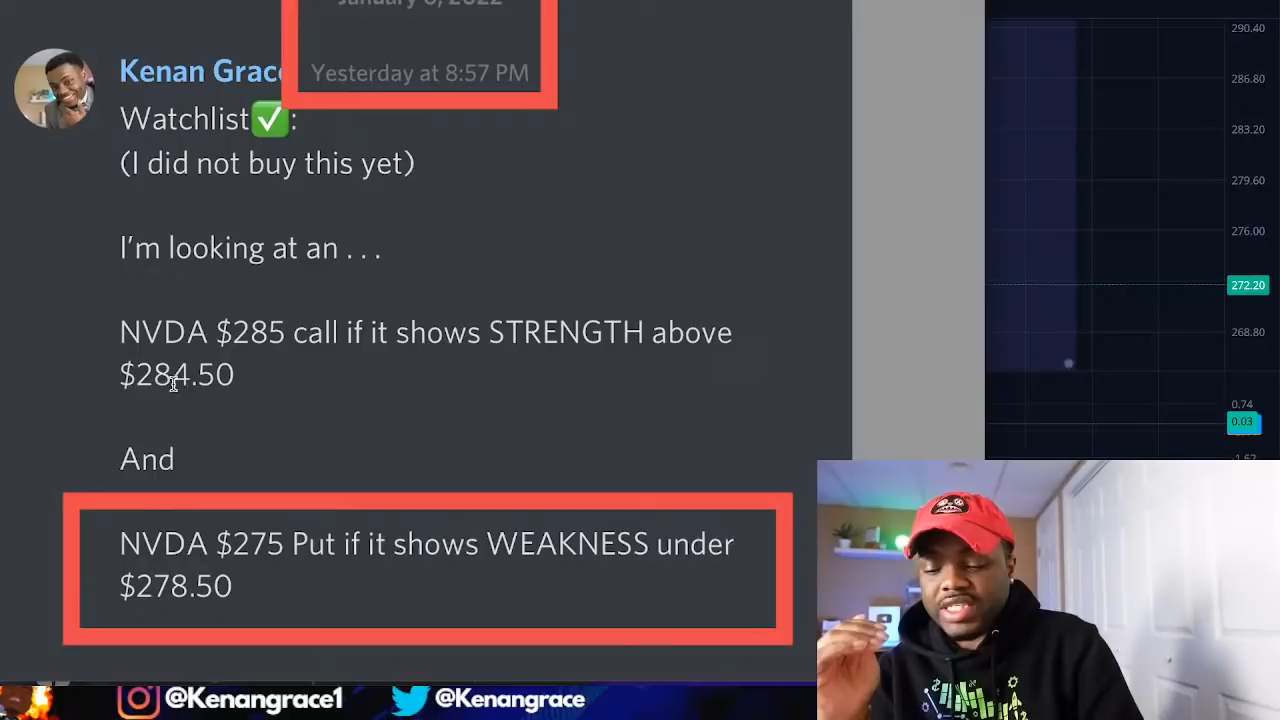 January 6, 2022
Kenan Grace
Yesterday at 8:57 PM
Watchlist✅:
(I did not buy this yet)
I’m looking at an . . .
NVDA $285 call if it shows STRENGTH above
$284.50
And
NVDA $275 Put if it shows WEAKNESS under
$278.50
290.40
286.80
283.20
279.60
276.00
272.20
268.80
0.74
0.03
@Kenangrace1
@Kenangrace